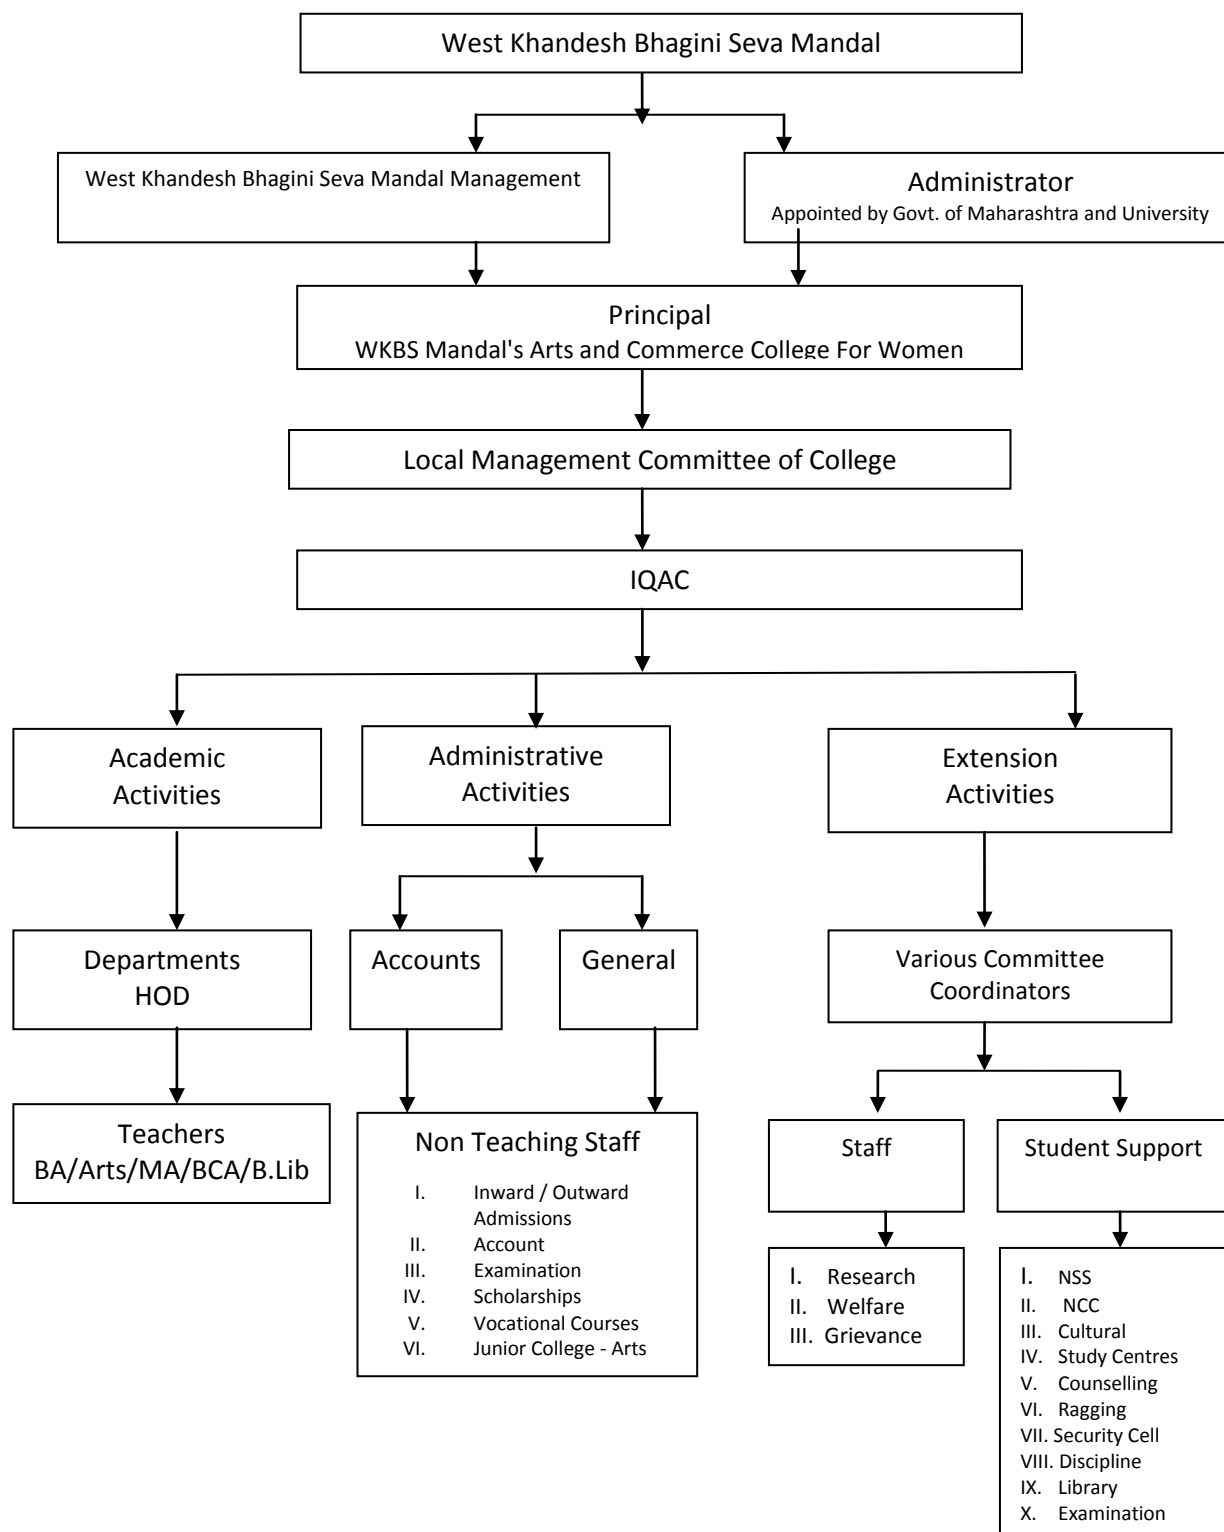 West Khandesh Bhagini Seva Mandal
West Khandesh Bhagini Seva Mandal Management
Administrator
Appointed by Govt. of Maharashtra and University
Principal
WKBS Mandal's Arts and Commerce College For Women
Local Management Committee of College
IQAC
Academic
Activities
Administrative
Activities
Extension
Activities
Departments
HOD
Accounts
General
Various Committee
Coordinators
Teachers
BA/Arts/MA/BCA/B.Lib
Non Teaching Staff
I. Inward / Outward
Admissions
II. Account
III. Examination
IV. Scholarships
V. Vocational Courses
VI. Junior College - Arts
Staff
Student Support
I. Research
II. Welfare
III. Grievance
I. NSS
II. NCC
III. Cultural
IV. Study Centres
V. Counselling
VI. Ragging
VII. Security Cell
VIII. Discipline
IX. Library
X. Examination